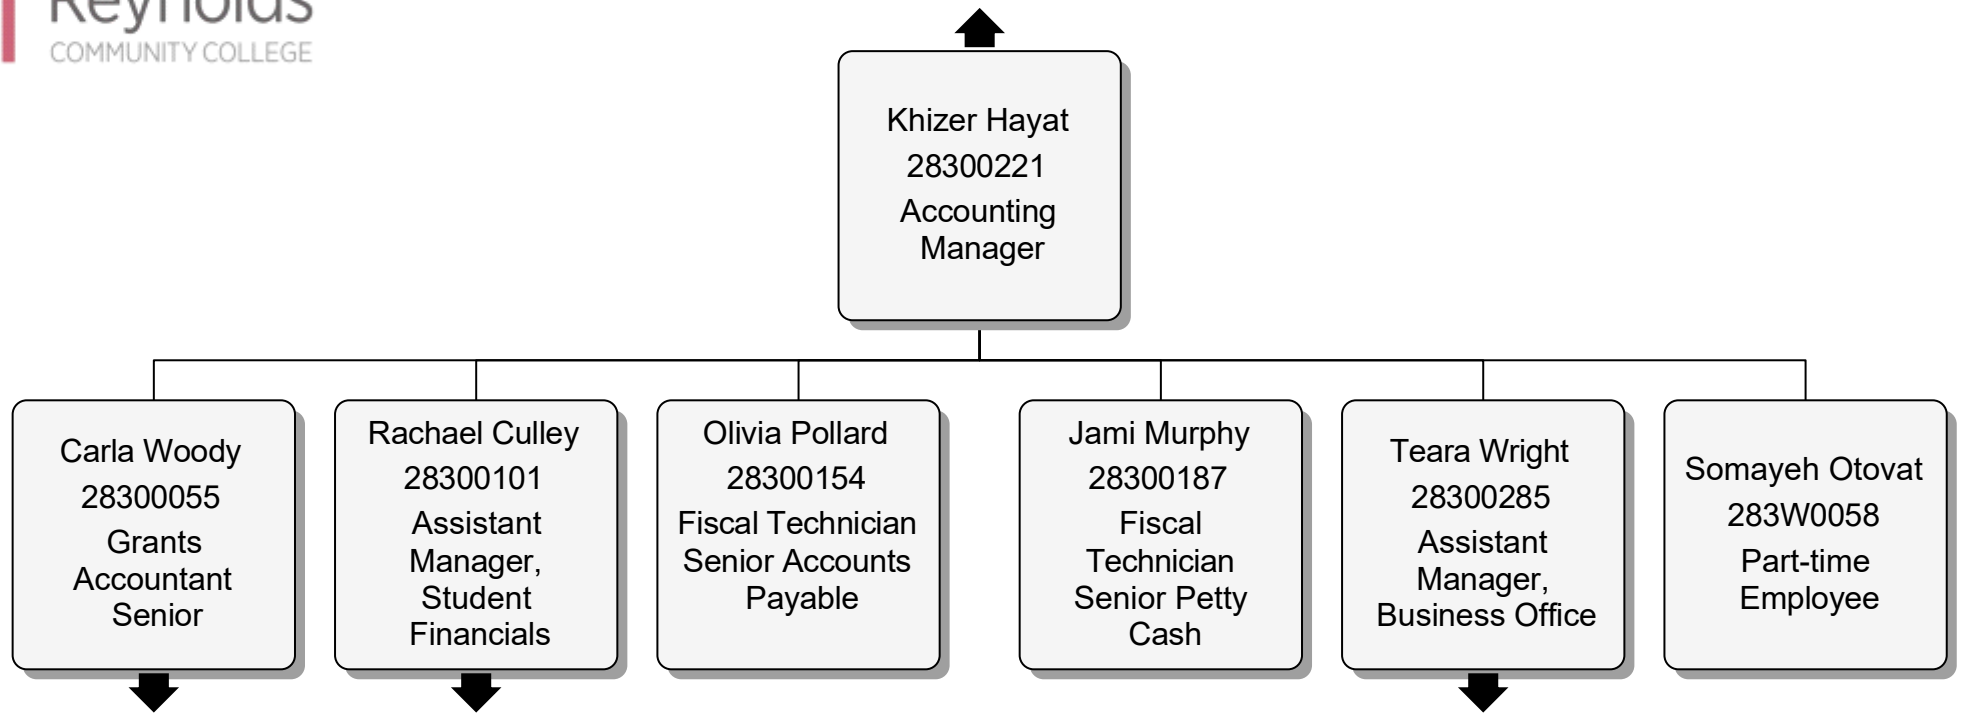 Reynolds
COMMUNITY COLLEGE
Khizer Hayat
28300221
Accounting
Manager
Carla Woody
28300055
Grants
Accountant
Senior
Rachael Culley
28300101
Assistant
Manager,
Student
Financials
Olivia Pollard
28300154
Fiscal Technician
Senior Accounts
Payable
Jami Murphy
28300187
Fiscal
Technician
Senior Petty
Cash
Teara Wright
28300285
Assistant
Manager,
Business Office
Somayeh Otovat
283W0058
Part-time
Employee